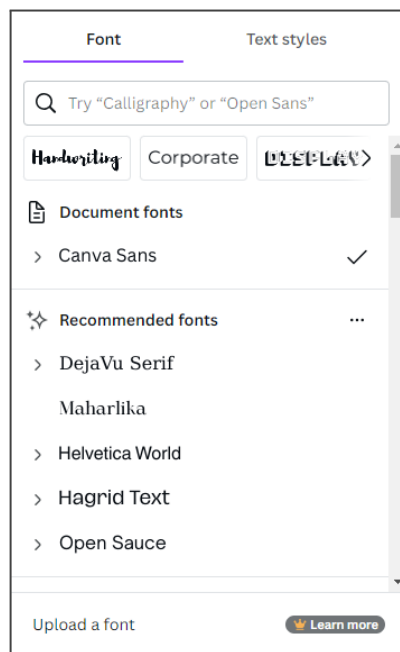 Font Text styles
Try “Calligraphy” or “Open Sans”
Handwriting Corporate DISPLAY
Document fonts
Canva Sans
Recommended fonts
DejaVu Serif
Maharlika
Helvetica World
Hagrid Text
Open Sauce
Upload a font Learn more